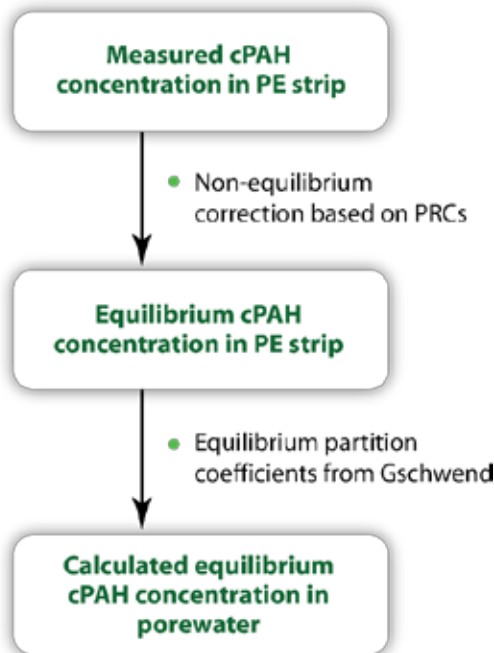 Measured cPAH
concentration in PE strip
• Non-equilibrium
correction based on PRCs
Equilibrium cPAH
concentration in PE strip
• Equilibrium partition
coefficients from Gschwend
Calculated equilibrium
cPAH concentration in
porewater